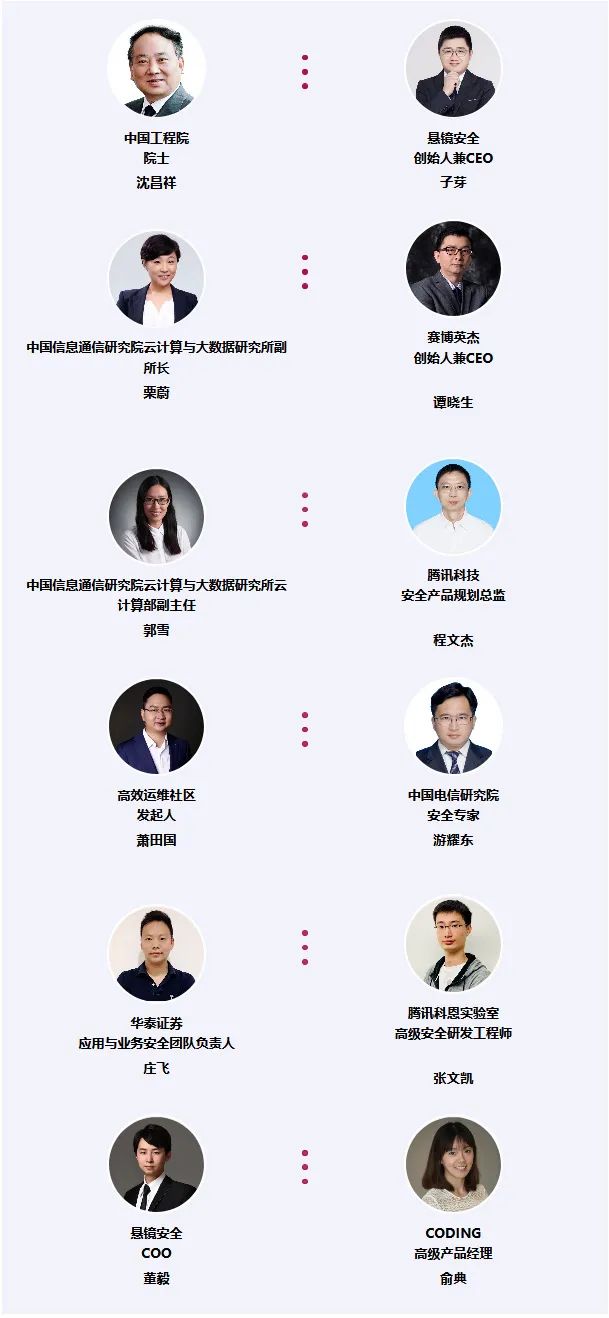 中国工程院
院士
沈昌祥
悬镜安全
创始人兼CEO
子芽
中国信息通信研究院云计算与大数据研究所副
所长
栗蔚
赛博英杰
创始人兼CEO
谭晓生
中国信息通信研究院云计算与大数据研究所云
计算部副主任
郭雪
腾讯科技
安全产品规划总监
程文杰
高效运维社区
发起人
萧田国
中国电信研究院
安全专家
游耀东
华泰证券
应用与业务安全团队负责人
庄飞
腾讯科恩实验室
高级安全研发工程师
张文凯
悬镜安全
COO
董毅
CODING
高级产品经理
俞典